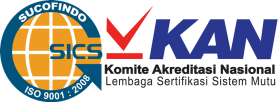 SUCOFINDO
SICS
ISO 9001 : 2008
KAN
Komite Akreditasi Nasional
Lembaga Sertifikasi Sistem Mutu